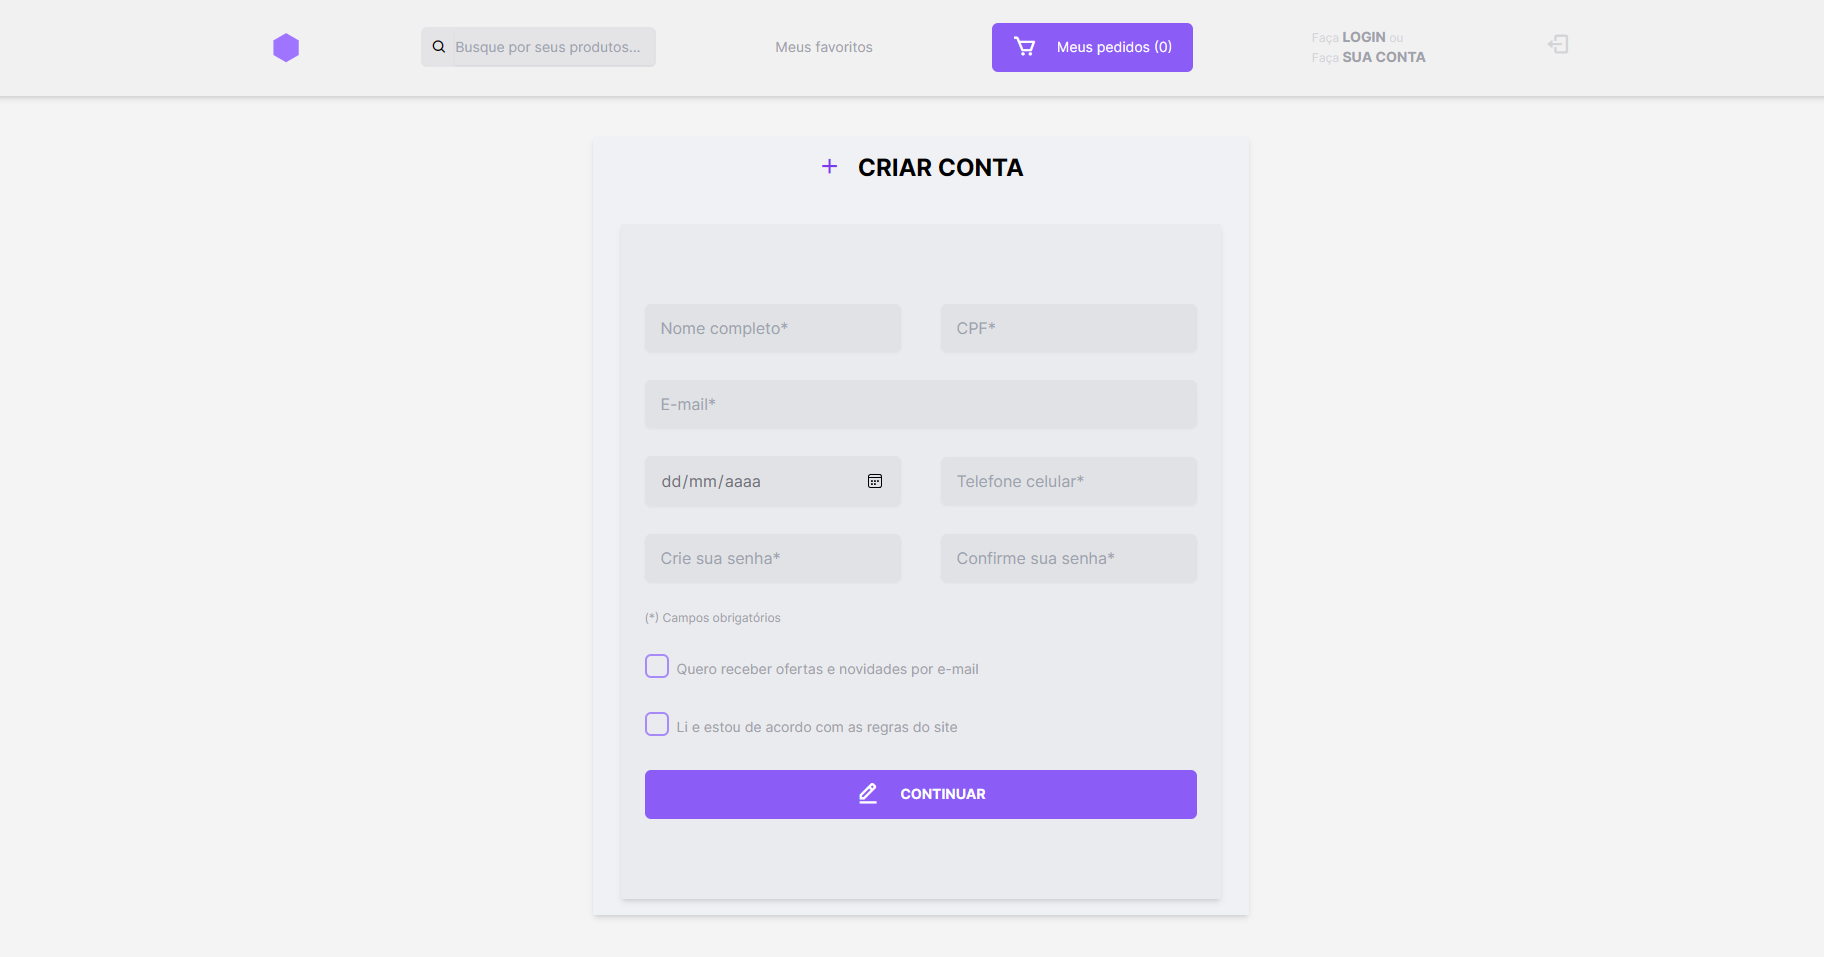 Busque por seus produtos...
Meus favoritos
Meus pedidos (0)
Faça LOGIN ou
Faça SUA CONTA
+ CRIAR CONTA
Nome completo*
CPF*
E-mail*
dd/mm/aaaa
Telefone celular*
Crie sua senha*
Confirme sua senha*
(*) Campos obrigatórios
Quero receber ofertas e novidades por e-mail
Li e estou de acordo com as regras do site
CONTINUAR